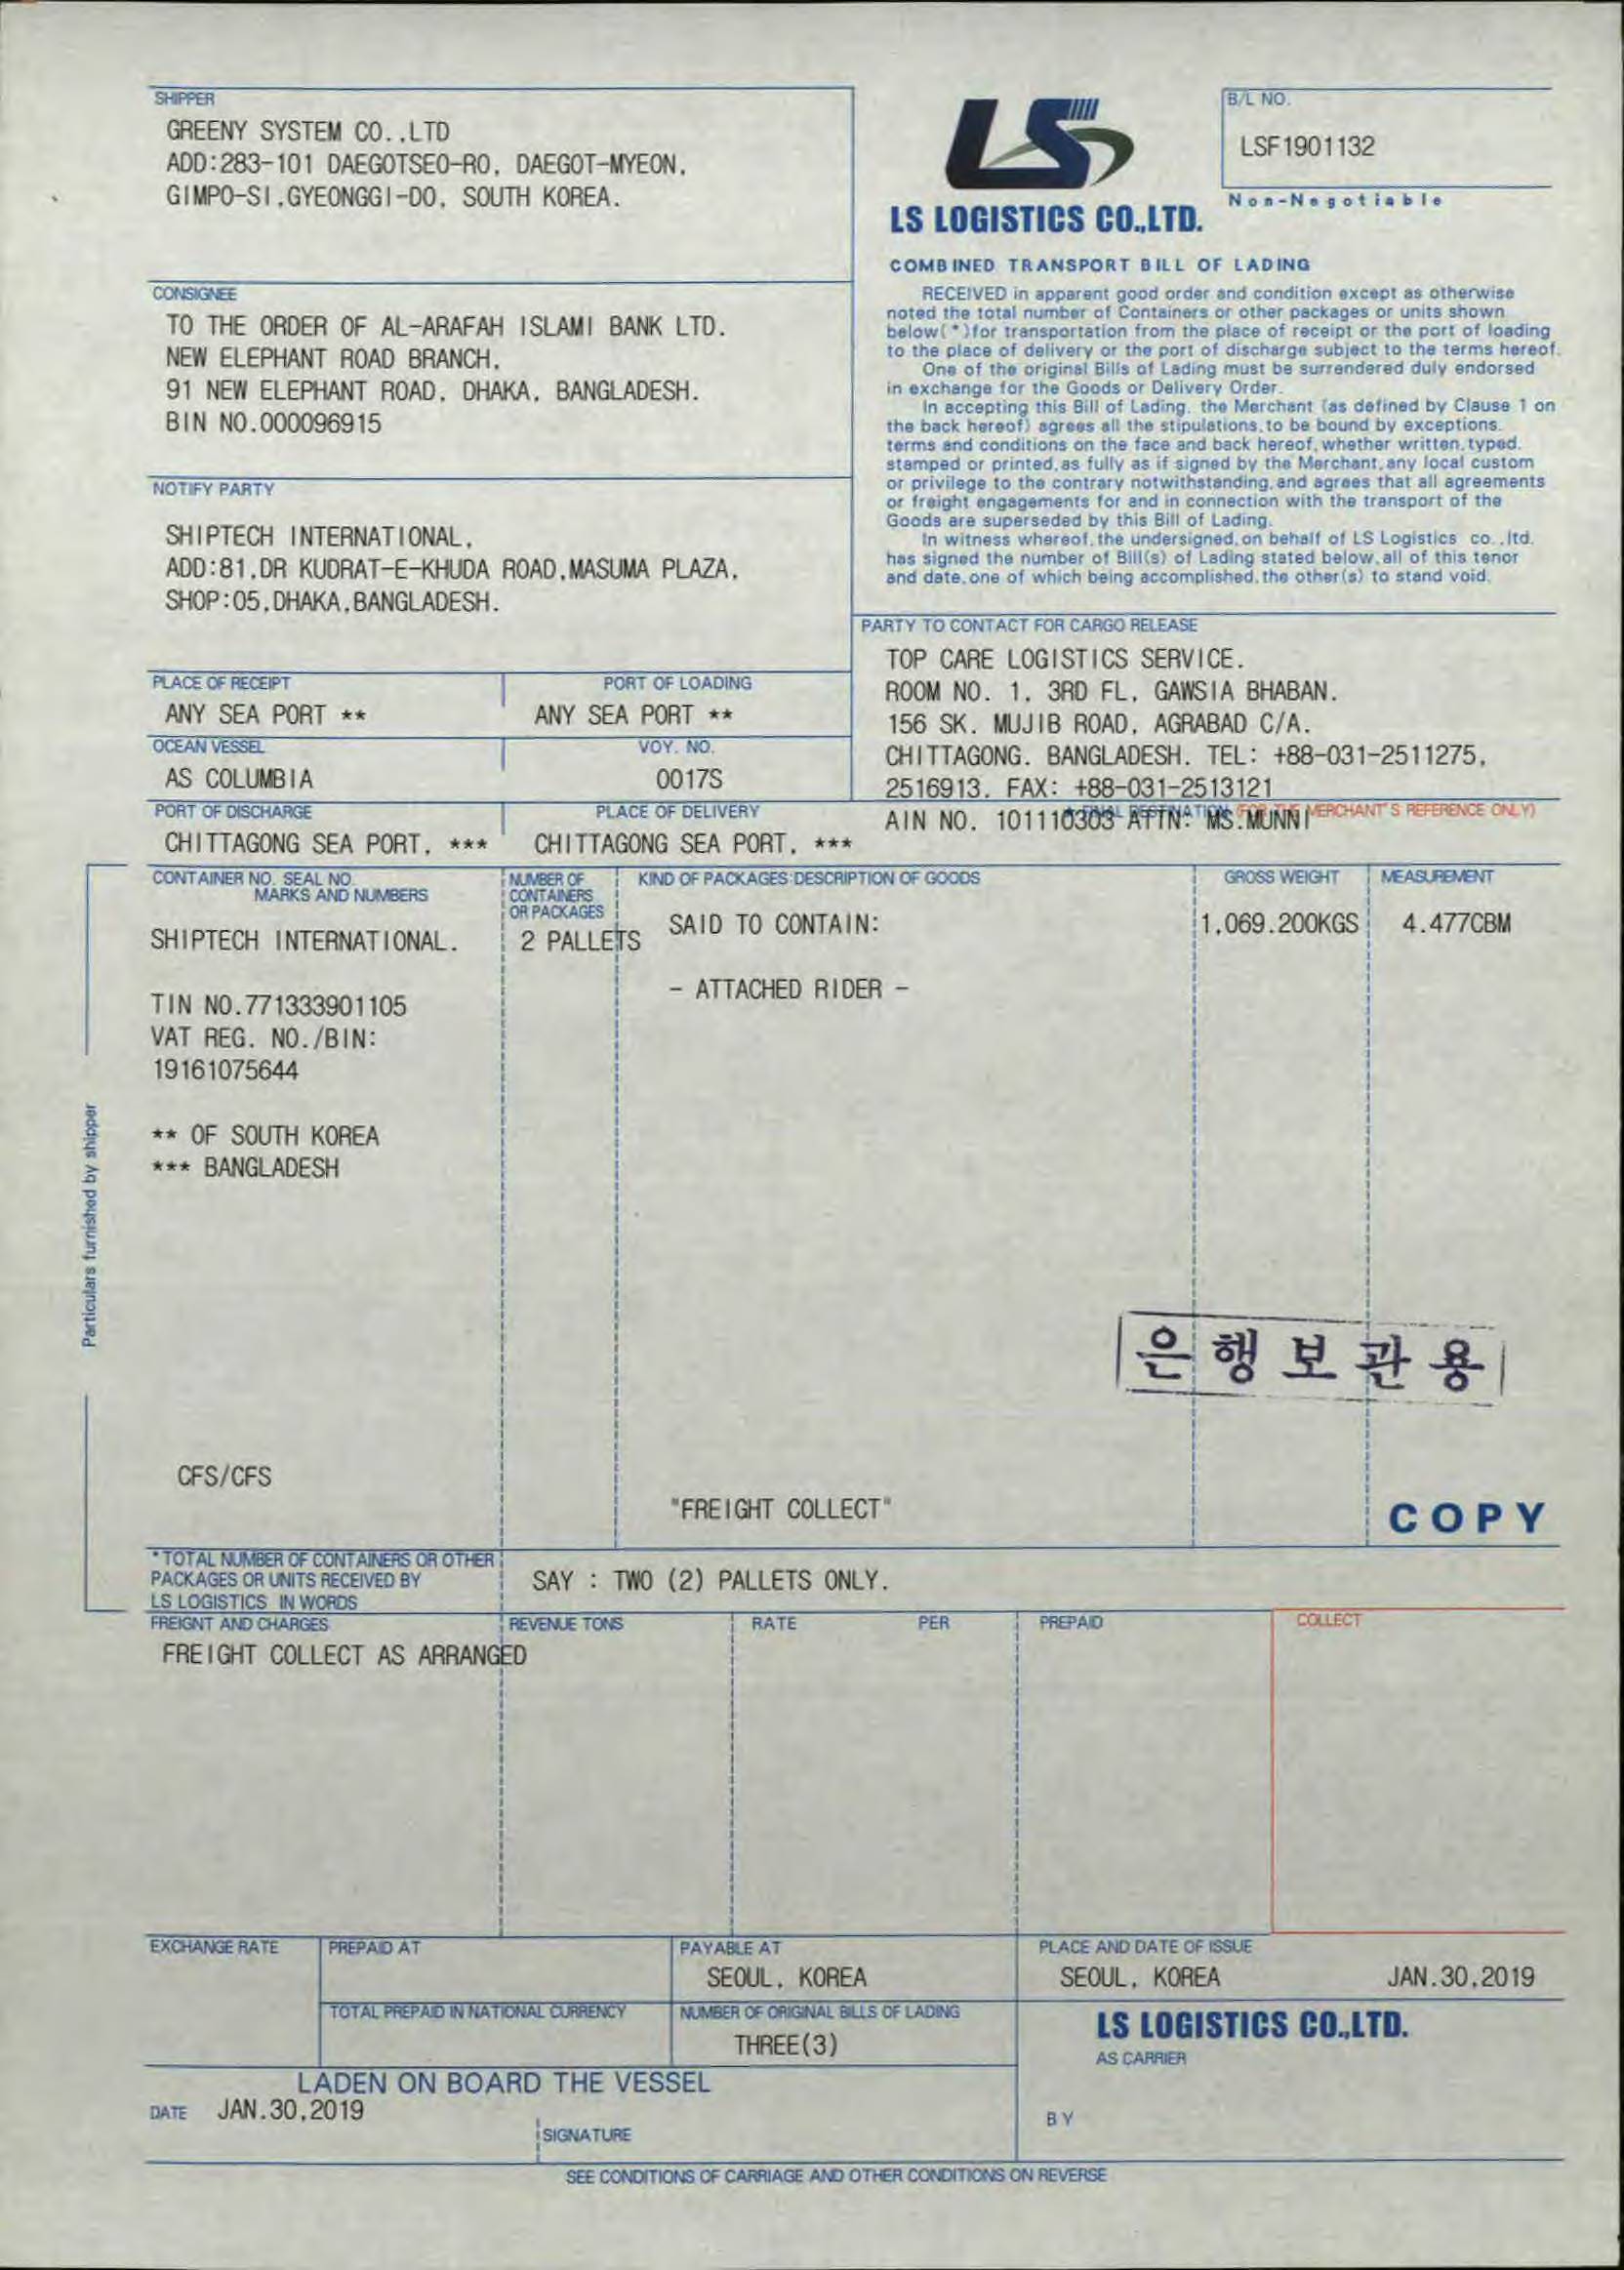 SHIPPER
GREENY SYSTEM CO.,LTD
ADD:283-101 DAEGOTSEO-RO, DAEGOT-MYEON,
GIMPO-SI,GYEONGGI-DO, SOUTH KOREA.
LS
LS LOGISTICS CO.,LTD.
B/L NO.
LSF1901132
Non-Negotiable
CONSIGNEE
TO THE ORDER OF AL-ARAFAH ISLAMI BANK LTD.
NEW ELEPHANT ROAD BRANCH,
91 NEW ELEPHANT ROAD, DHAKA, BANGLADESH.
BIN NO.000096915
NOTIFY PARTY
SHIPTECH INTERNATIONAL,
ADD:81,DR KUDRAT-E-KHUDA ROAD,MASUMA PLAZA,
SHOP:05,DHAKA,BANGLADESH.
COMBINED TRANSPORT BILL OF LADING
RECEIVED in apparent good order and condition except as otherwise
noted the total number of Containers or other packages or units shown
below(*)for transportation from the place of receipt or the port of loading
to the place of delivery or the port of discharge subject to the terms hereof.
One of the original Bills of Lading must be surrendered duly endorsed
in exchange for the Goods or Delivery Order.
In accepting this Bill of Lading, the Merchant (as defined by Clause 1 on
the back hereof) agrees all the stipulations,to be bound by exceptions,
terms and conditions on the face and back hereof,whether written,typed,
stamped or printed,as fully as if signed by the Merchant,any local custom
or privilege to the contrary notwithstanding,and agrees that all agreements
or freight engagements for and in connection with the transport of the
Goods are superseded by this Bill of Lading.
In witness whereof,the undersigned,on behalf of LS Logistics co.,ltd.
has signed the number of Bill(s) of Lading stated below,all of this tenor
and date,one of which being accomplished,the other(s) to stand void.
PARTY TO CONTACT FOR CARGO RELEASE
TOP CARE LOGISTICS SERVICE.
ROOM NO. 1, 3RD FL, GAWSIA BHABAN.
156 SK. MUJIB ROAD, AGRABAD C/A.
CHITTAGONG. BANGLADESH. TEL: +88-031-2511275,
2516913. FAX: +88-031-2513121
* FINAL DESTINATION (FOR THE MERCHANT'S REFERENCE ONLY)
AIN NO. 101110303 ATTN: MS.MUNNI
PLACE OF RECEIPT
ANY SEA PORT **
PORT OF LOADING
ANY SEA PORT **
OCEAN VESSEL
AS COLUMBIA
VOY. NO.
0017S
PORT OF DISCHARGE
CHITTAGONG SEA PORT, ***
PLACE OF DELIVERY
CHITTAGONG SEA PORT, ***
Particulars furnished by shipper
CONTAINER NO. SEAL NO.
MARKS AND NUMBERS
NUMBER OF
CONTAINERS
OR PACKAGES
KIND OF PACKAGES:DESCRIPTION OF GOODS
GROSS WEIGHT
MEASUREMENT
SHIPTECH INTERNATIONAL.
2 PALLETS
SAID TO CONTAIN:
1,069.200KGS
4.477CBM
- ATTACHED RIDER -
TIN NO.771333901105
VAT REG. NO./BIN:
19161075644
** OF SOUTH KOREA
*** BANGLADESH
은행보관용
CFS/CFS
"FREIGHT COLLECT"
COPY
*TOTAL NUMBER OF CONTAINERS OR OTHER
PACKAGES OR UNITS RECEIVED BY
LS LOGISTICS IN WORDS
SAY : TWO (2) PALLETS ONLY.
FREIGNT AND CHARGES
REVENUE TONS
RATE
PER
PREPAID
COLLECT
FREIGHT COLLECT AS ARRANGED
EXCHANGE RATE
PREPAID AT
PAYABLE AT
SEOUL, KOREA
PLACE AND DATE OF ISSUE
SEOUL, KOREA JAN.30,2019
TOTAL PREPAID IN NATIONAL CURRENCY
NUMBER OF ORIGINAL BILLS OF LADING
THREE(3)
LS LOGISTICS CO.,LTD.
AS CARRIER
LADEN ON BOARD THE VESSEL
DATE JAN.30,2019
SIGNATURE
BY
SEE CONDITIONS OF CARRIAGE AND OTHER CONDITIONS ON REVERSE